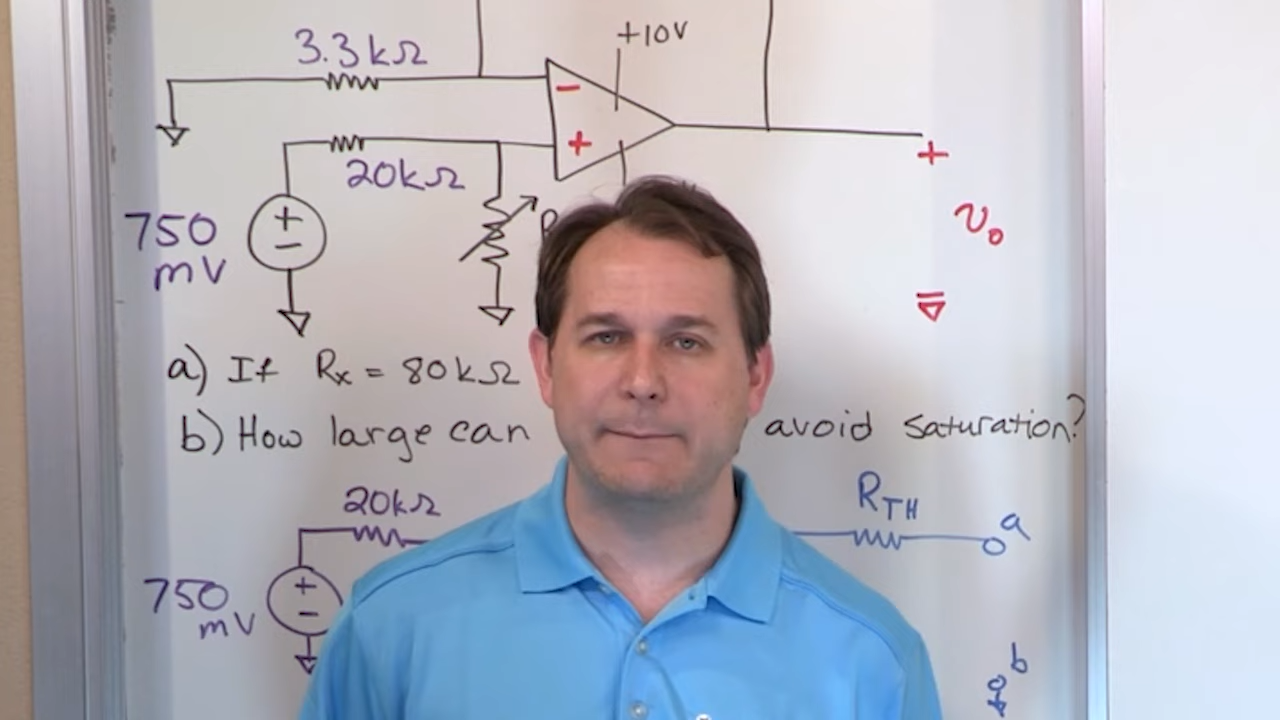 +10V
3.3kΩ
−
+
20kΩ
+
750 mV
+
−
R
v₀
−
a) If Rx = 80kΩ
b) How large can avoid saturation?
20kΩ
RTH
a
750 mV
+
−
b